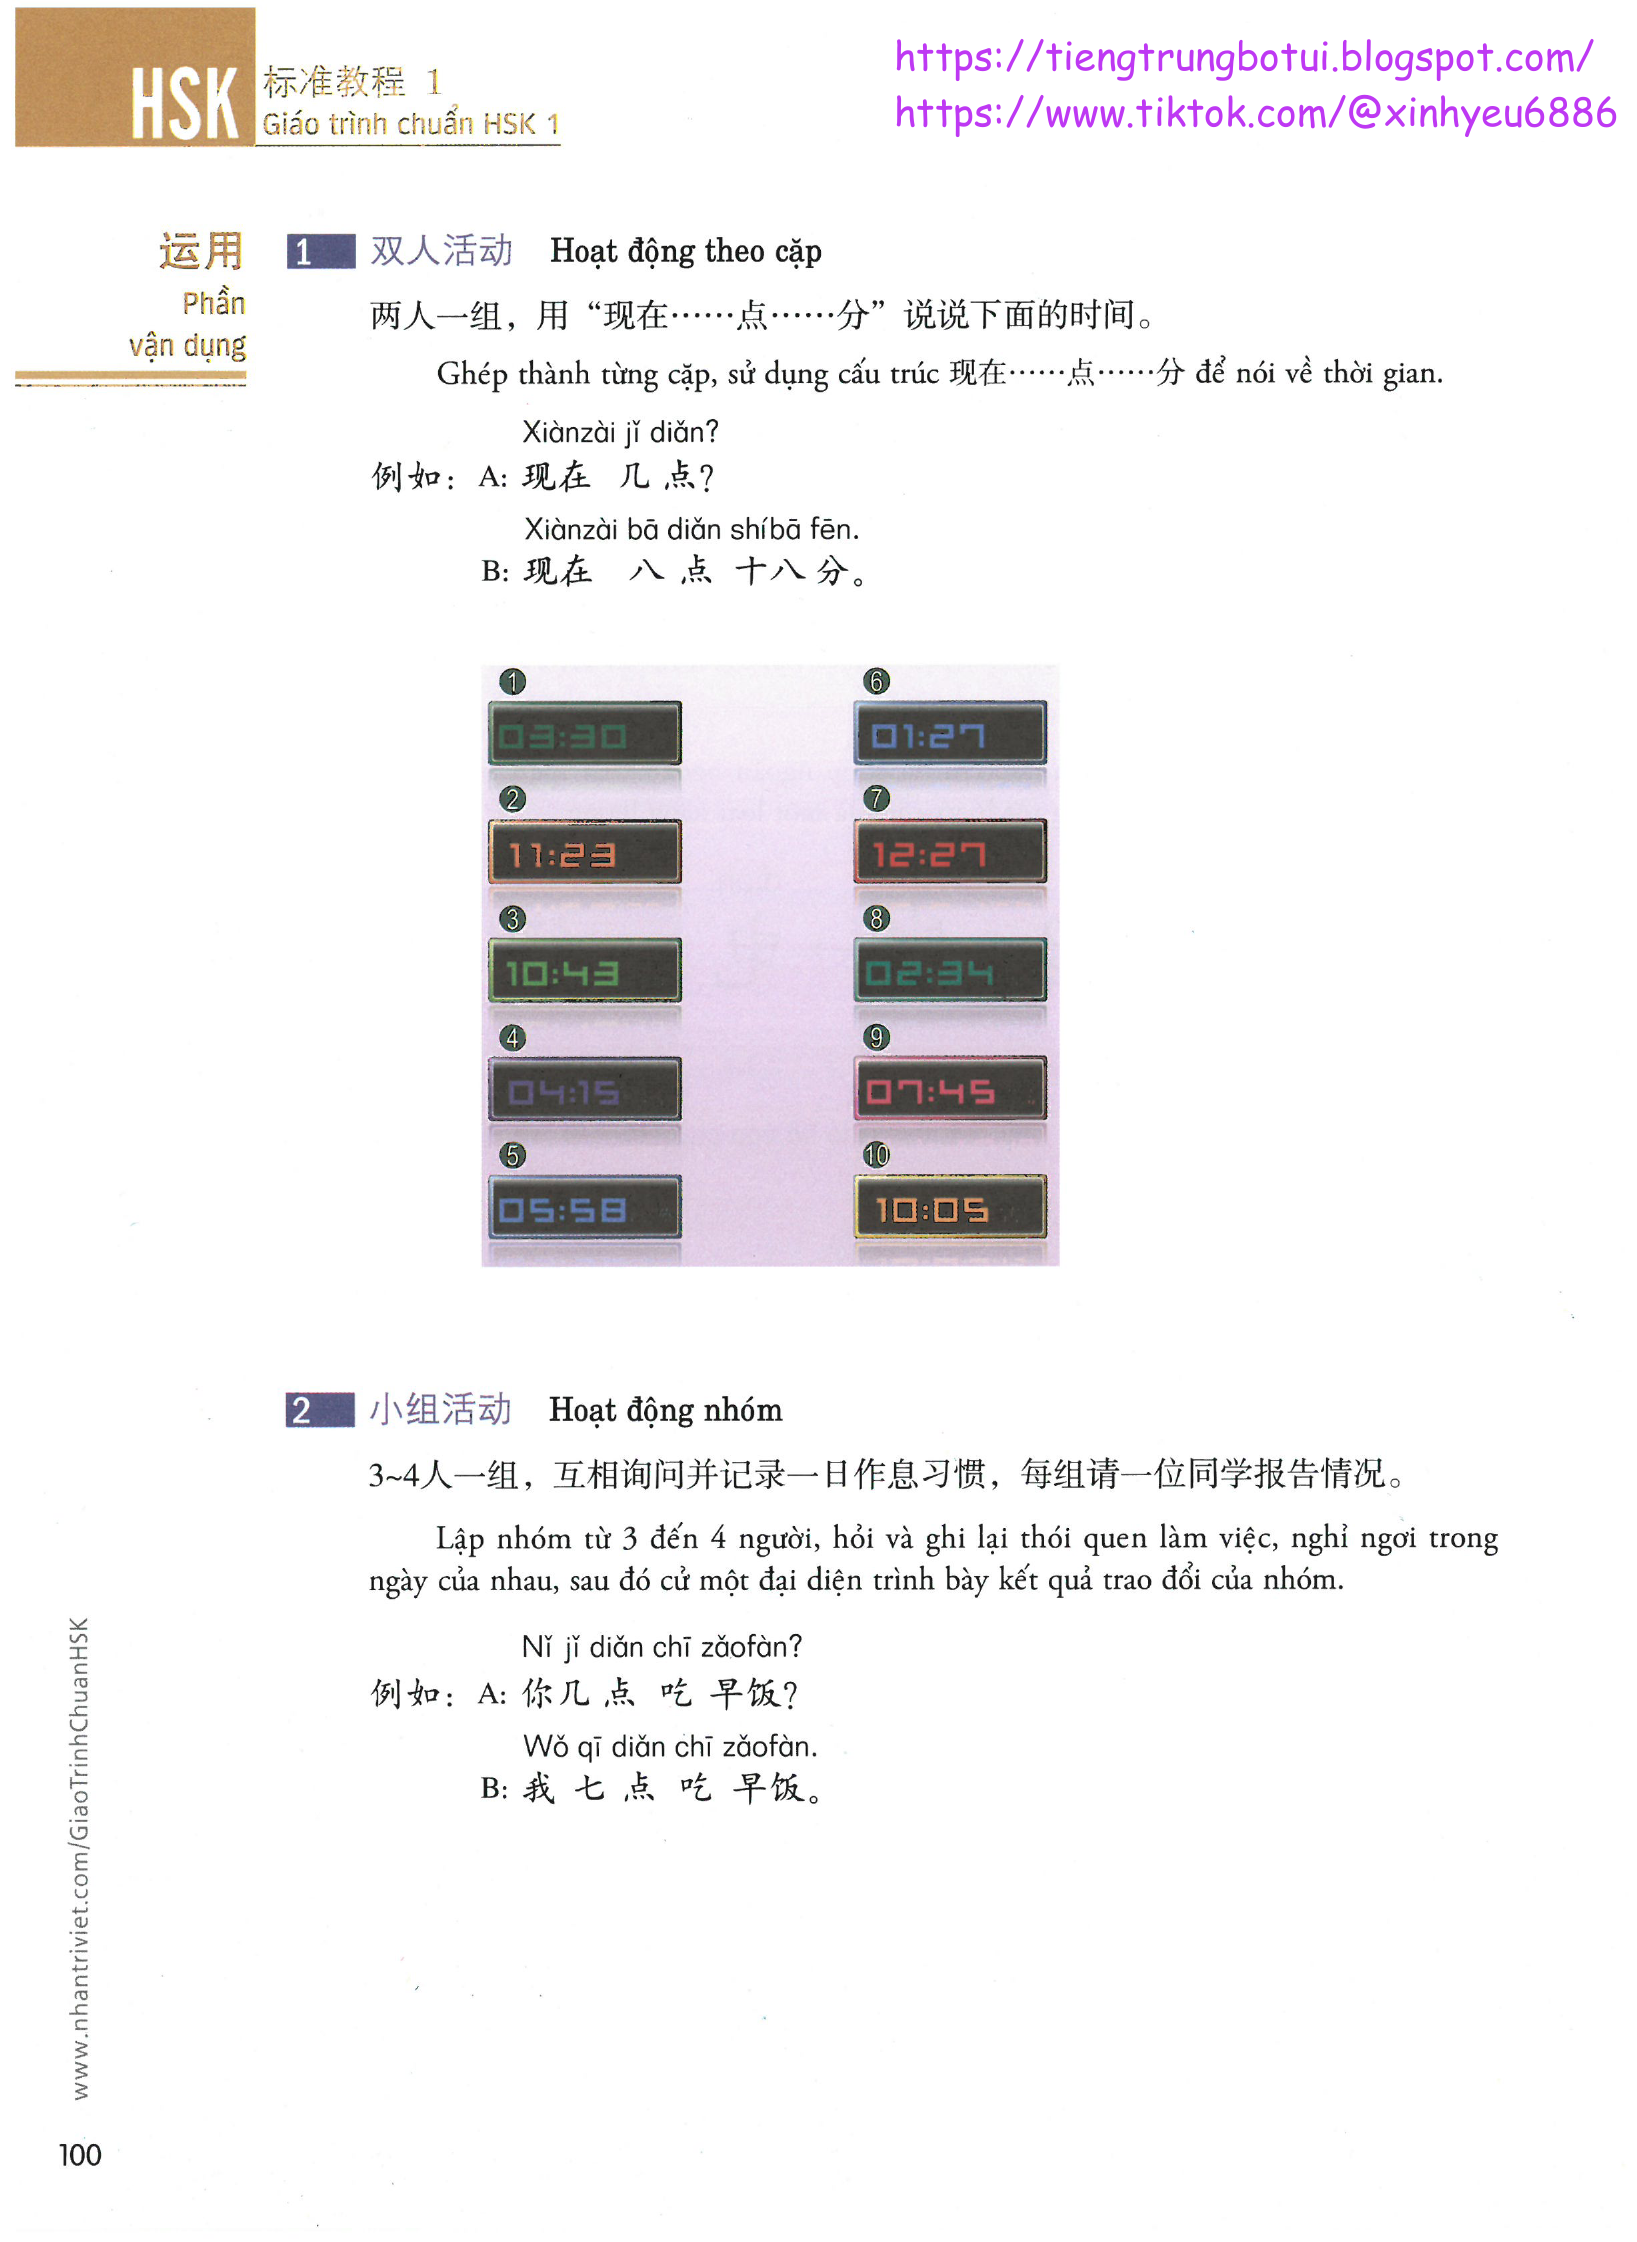 https://tiengtrungbotui.blogspot.com/
https://www.tiktok.com/@xinhyeu6886
HSK 标准教程 1
Giáo trình chuẩn HSK 1
运用
Phần
vận dụng
1 双人活动 Hoạt động theo cặp
两人一组，用“现在……点……分”说说下面的时间。
Ghép thành từng cặp, sử dụng cấu trúc 现在……点……分 để nói về thời gian.
Xiànzài jǐ diǎn?
例如：A: 现在 几 点？
Xiànzài bā diǎn shíbā fēn.
B: 现在 八 点 十八 分。
1
03:30
2
11:23
3
10:43
4
04:15
5
05:58
6
01:27
7
12:27
8
02:34
9
07:45
10
10:05
2 小组活动 Hoạt động nhóm
3~4人一组，互相询问并记录一日作息习惯，每组请一位同学报告情况。
Lập nhóm từ 3 đến 4 người, hỏi và ghi lại thói quen làm việc, nghỉ ngơi trong
ngày của nhau, sau đó cử một đại diện trình bày kết quả trao đổi của nhóm.
Nǐ jǐ diǎn chī zǎofàn?
例如：A: 你几 点 吃 早饭？
Wǒ qī diǎn chī zǎofàn.
B: 我 七 点 吃 早饭。
www.nhantriviet.com/GiaoTrinhChuanHSK
100